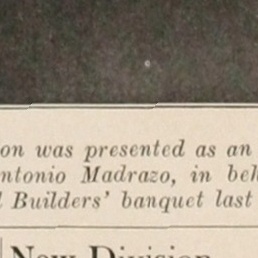 on was presented as an
ntonio Madrazo, in beh
l Builders' banquet last
New Division